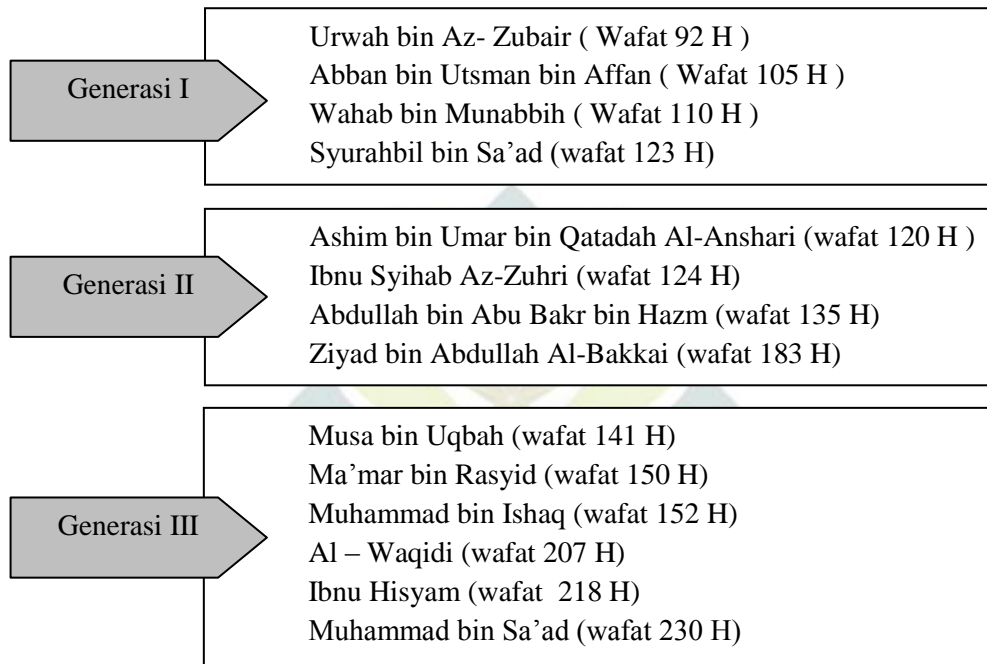 Generasi I
Urwah bin Az- Zubair ( Wafat 92 H )
Abban bin Utsman bin Affan ( Wafat 105 H )
Wahab bin Munabbih ( Wafat 110 H )
Syurahbil bin Sa’ad (wafat 123 H)
Generasi II
Ashim bin Umar bin Qatadah Al-Anshari (wafat 120 H )
Ibnu Syihab Az-Zuhri (wafat 124 H)
Abdullah bin Abu Bakr bin Hazm (wafat 135 H)
Ziyad bin Abdullah Al-Bakkai (wafat 183 H)
Generasi III
Musa bin Uqbah (wafat 141 H)
Ma’mar bin Rasyid (wafat 150 H)
Muhammad bin Ishaq (wafat 152 H)
Al – Waqidi (wafat 207 H)
Ibnu Hisyam (wafat  218 H)
Muhammad bin Sa’ad (wafat 230 H)